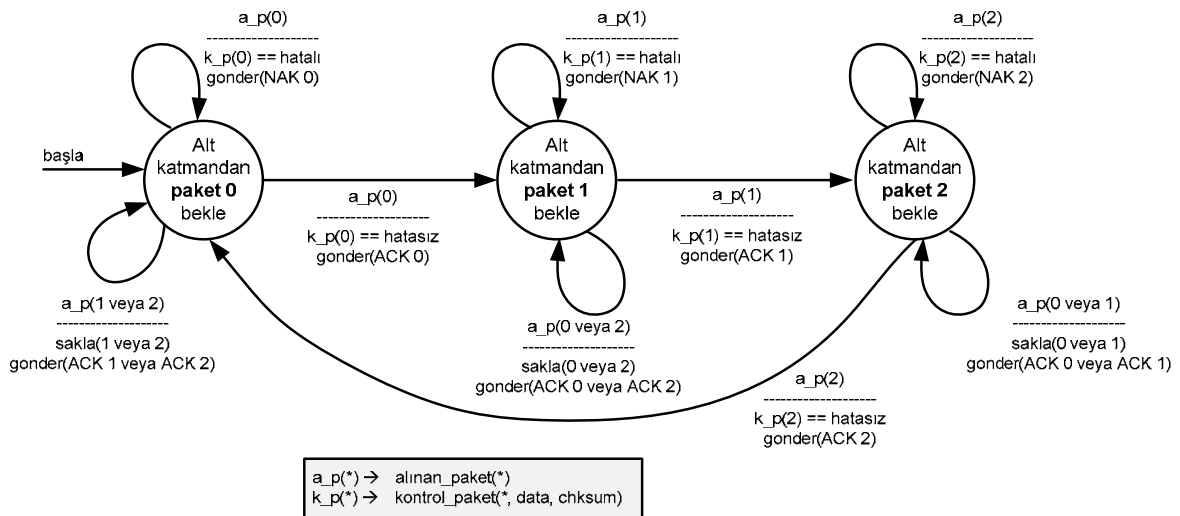 a_p(0)
--------------------
k_p(0) == hatalı
gonder(NAK 0)
a_p(1)
--------------------
k_p(1) == hatalı
gonder(NAK 1)
a_p(2)
--------------------
k_p(2) == hatalı
gonder(NAK 2)
başla
Alt
katmandan
paket 0
bekle
Alt
katmandan
paket 1
bekle
Alt
katmandan
paket 2
bekle
a_p(0)
--------------------
k_p(0) == hatasız
gonder(ACK 0)
a_p(1)
--------------------
k_p(1) == hatasız
gonder(ACK 1)
a_p(1 veya 2)
--------------------
sakla(1 veya 2)
gonder(ACK 1 veya ACK 2)
a_p(0 veya 2)
--------------------
sakla(0 veya 2)
gonder(ACK 0 veya ACK 2)
a_p(0 veya 1)
--------------------
sakla(0 veya 1)
gonder(ACK 0 veya ACK 1)
a_p(2)
--------------------
k_p(2) == hatasız
gonder(ACK 2)
a_p(*) → alınan_paket(*)
k_p(*) → kontrol_paket(*, data, chksum)